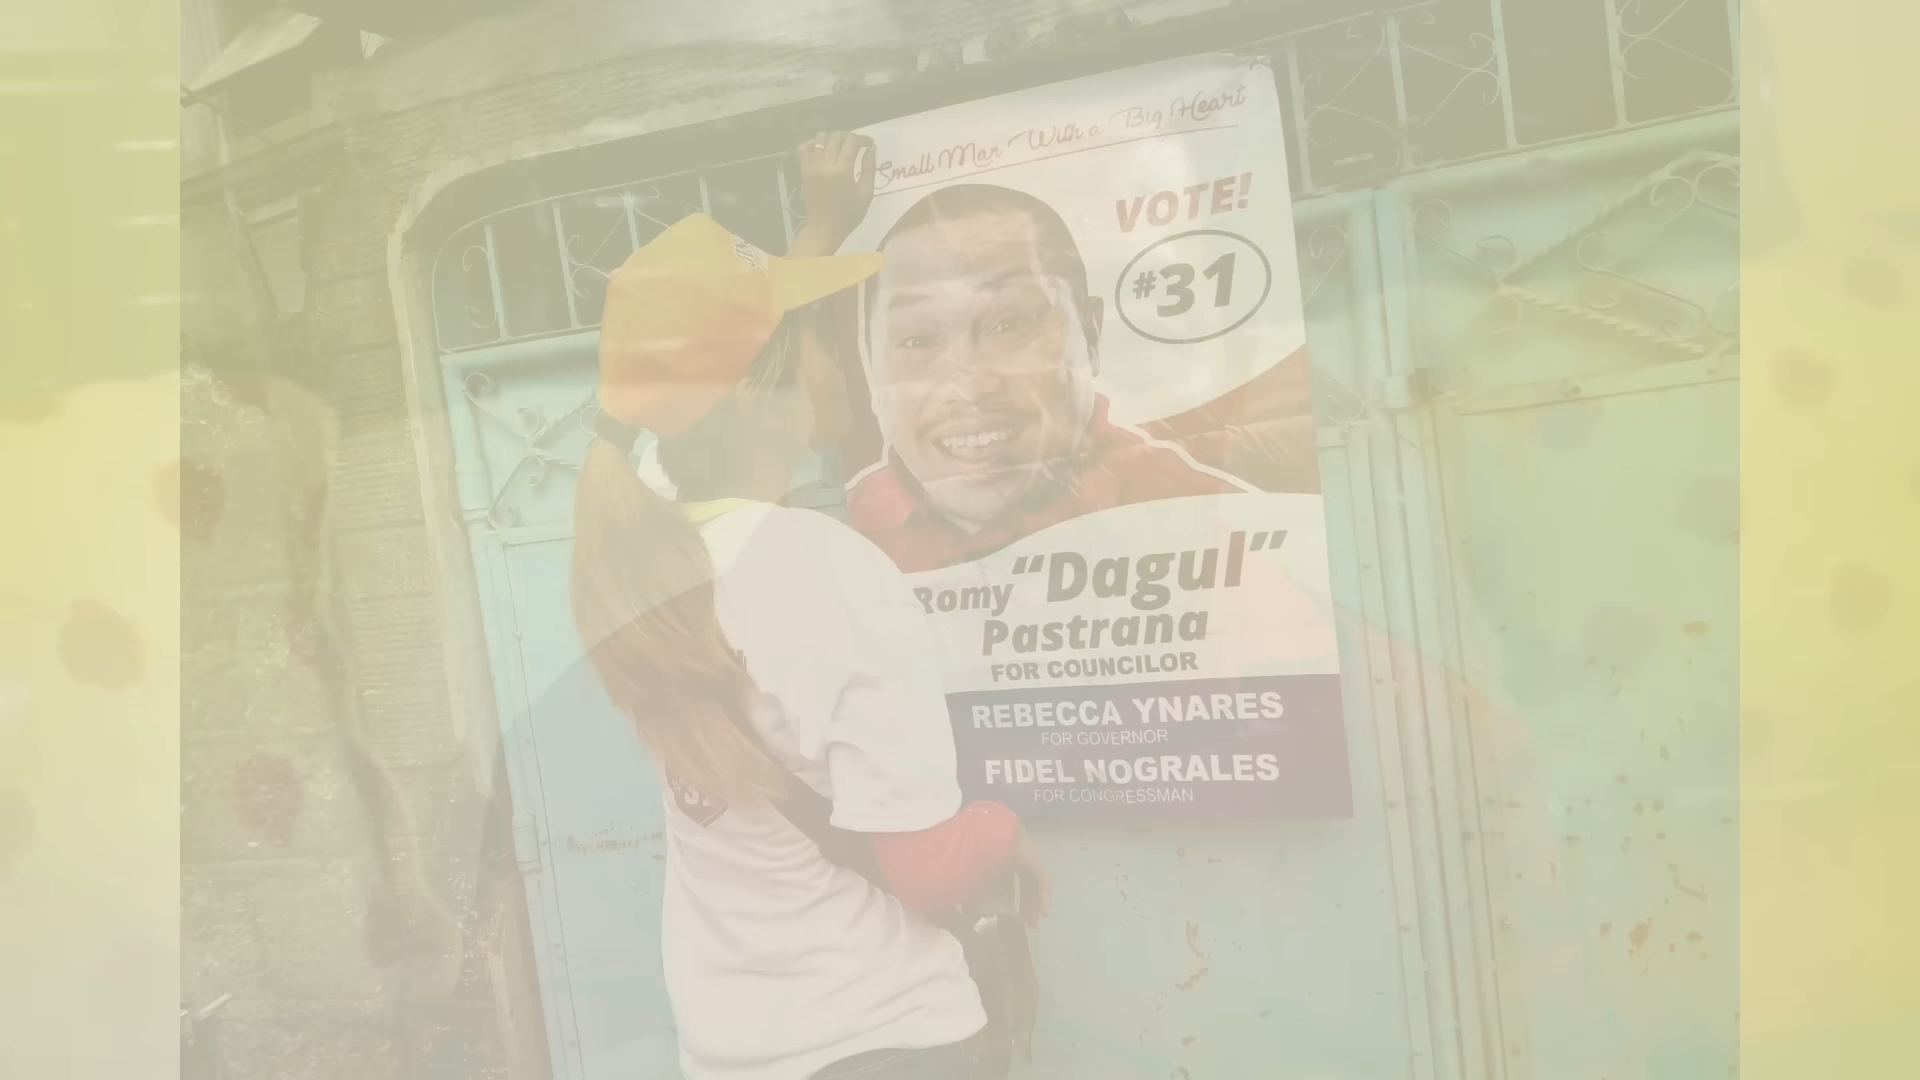 Small Man With a Big Heart
VOTE!
#31
Romy "Dagul"
Pastrana
FOR COUNCILOR
REBECCA YNARES
FOR GOVERNOR
FIDEL NOGRALES
FOR CONGRESSMAN